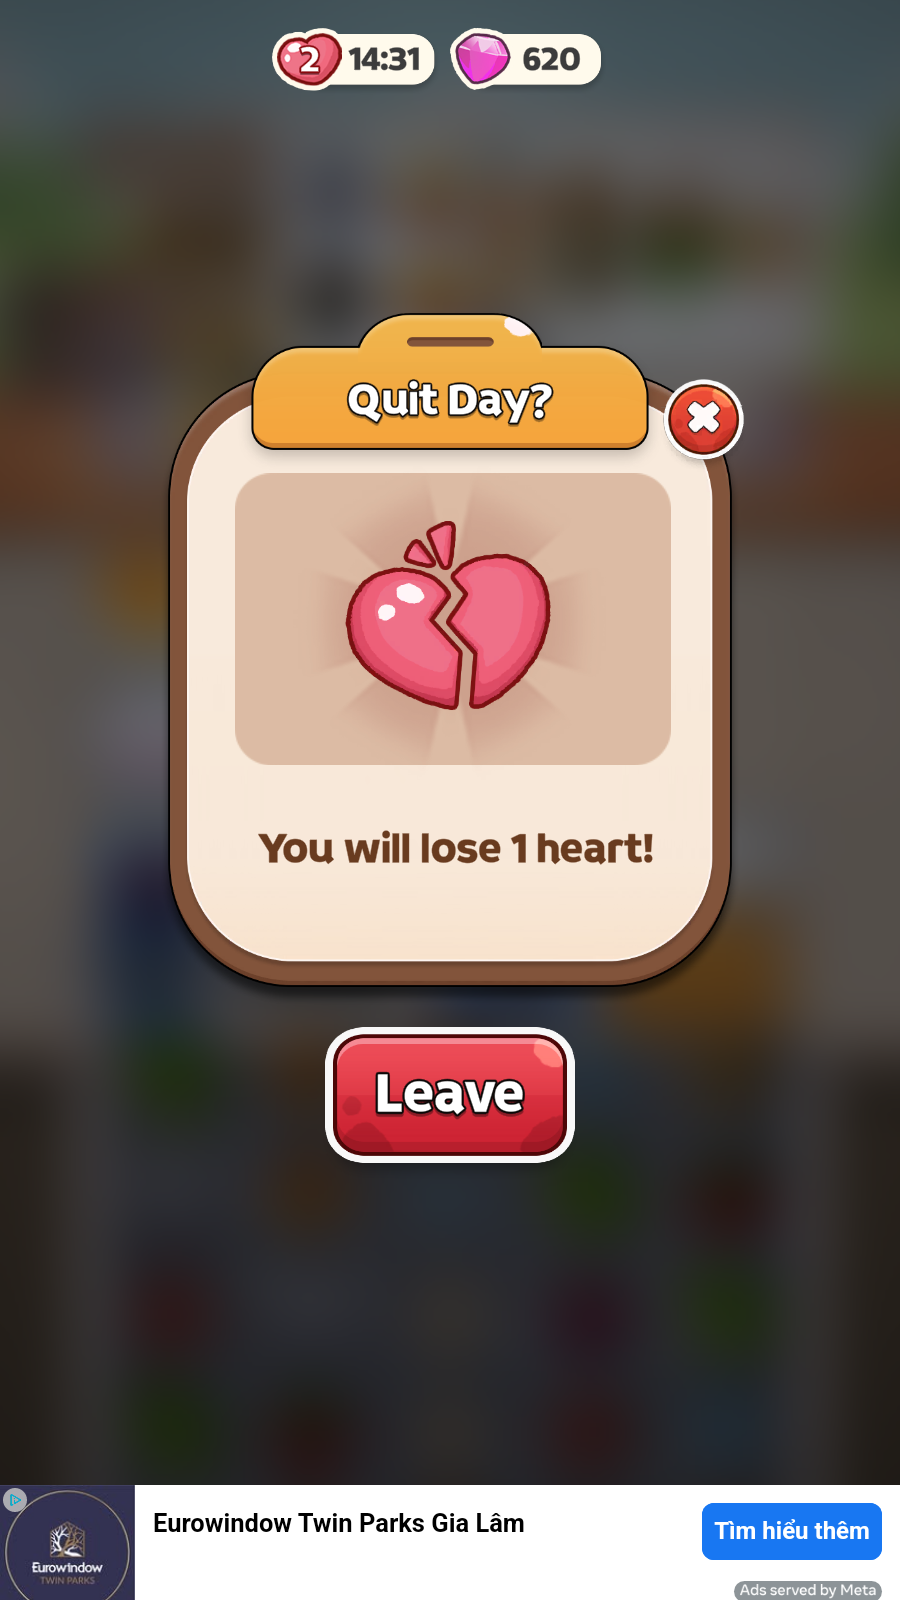 2 14:31 620
Quit Day?
You will lose 1 heart!
Leave
Eurowindow
TWIN PARKS
Eurowindow Twin Parks Gia Lâm
Tìm hiểu thêm
Ads served by Meta